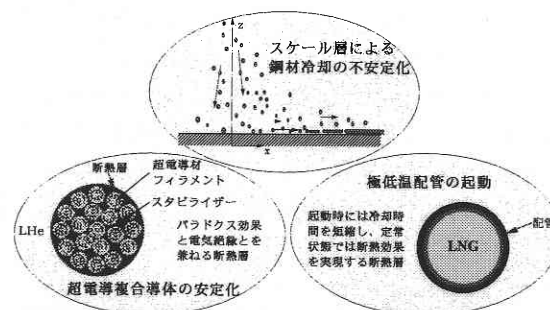 z
スケール層による
鋼材冷却の不安定化
x
断熱層
超電導材
フィラメント
スタビライザー
LHe
パラドクス効果
と電気絶縁とを
兼ねる断熱層
超電導複合導体の安定化
極低温配管の起動
起動時には冷却時
間を短縮し、定常
状態では断熱効果
を実現する断熱層
LNG
配管